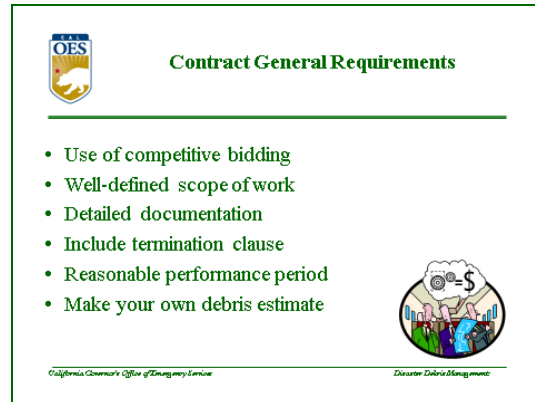 CAL
OES
Contract General Requirements
• Use of competitive bidding
• Well-defined scope of work
• Detailed documentation
• Include termination clause
• Reasonable performance period
• Make your own debris estimate
=$
California Governor's Office of Emergency Services
Disaster Debris Management